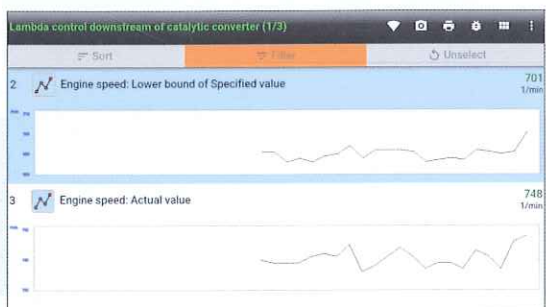 Lambda control downstream of catalytic converter (1/3)
Sort
Filter
Unselect
2 Engine speed: Lower bound of Specified value 701
1/min
3 Engine speed: Actual value 748
1/min